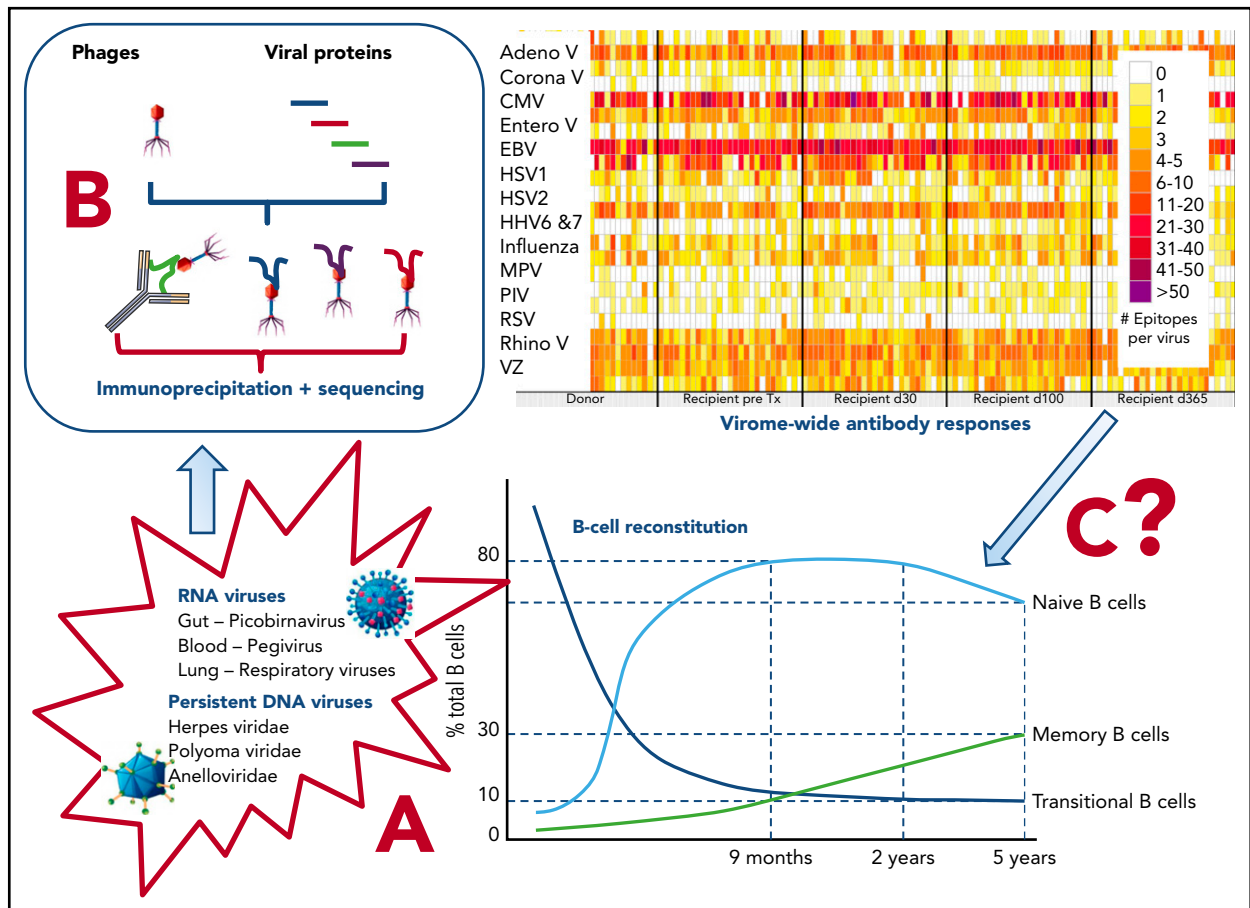 Phages
Viral proteins
B
Immunoprecipitation + sequencing
Adeno V
Corona V
CMV
Entero V
EBV
HSV1
HSV2
HHV6 &7
Influenza
MPV
PIV
RSV
Rhino V
VZ
0
1
2
3
4-5
6-10
11-20
21-30
31-40
41-50
>50
# Epitopes
per virus
Donor
Recipient pre Tx
Recipient d30
Recipient d100
Recipient d365
Virome-wide antibody responses
C?
RNA viruses
Gut – Picobirnavirus
Blood – Pegivirus
Lung – Respiratory viruses
Persistent DNA viruses
Herpes viridae
Polyoma viridae
Anelloviridae
A
B-cell reconstitution
% total B cells
80
30
10
0
Naive B cells
Memory B cells
Transitional B cells
9 months
2 years
5 years